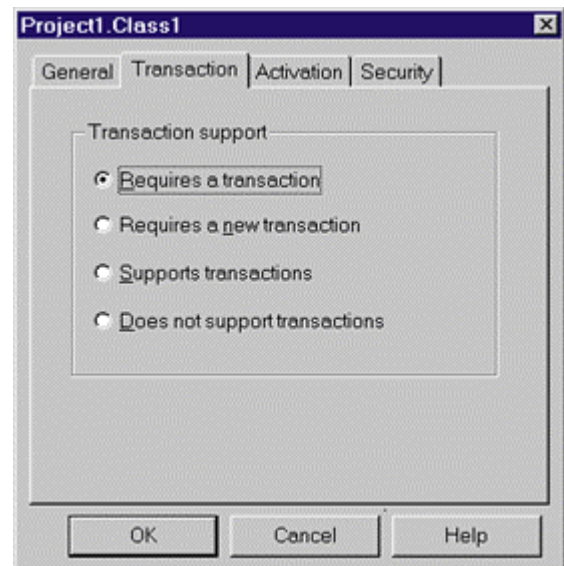 Project1.Class1
General Transaction Activation Security
Transaction support
Requires a transaction
Requires a new transaction
Supports transactions
Does not support transactions
OK Cancel Help